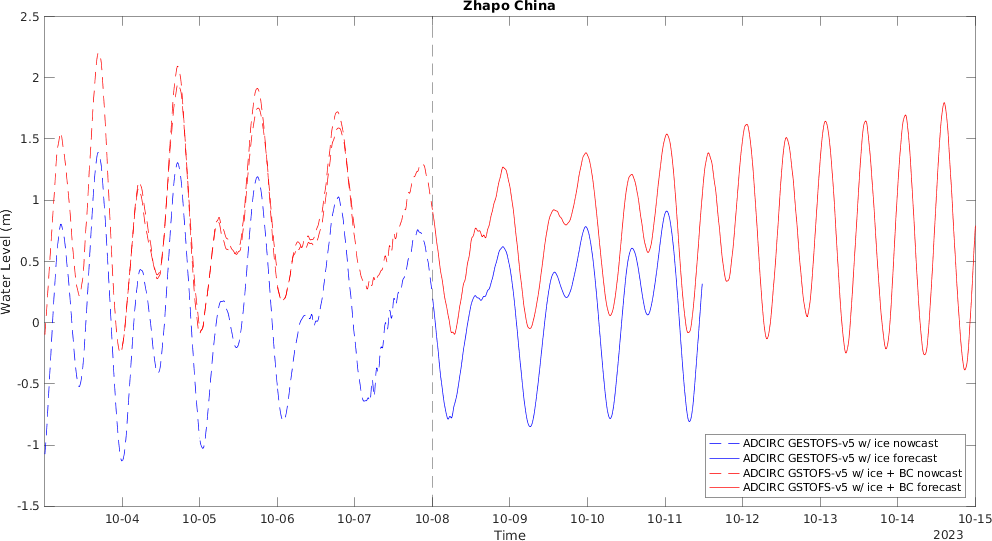 Zhapo China
2.5
2
1.5
1
0.5
0
-0.5
-1
-1.5
Water Level (m)
ADCIRC GESTOFS-v5 w/ ice nowcast
ADCIRC GESTOFS-v5 w/ ice forecast
ADCIRC GSTOFS-v5 w/ ice + BC nowcast
ADCIRC GSTOFS-v5 w/ ice + BC forecast
10-04 10-05 10-06 10-07 10-08 10-09 10-10 10-11 10-12 10-13 10-14 10-15
Time
2023